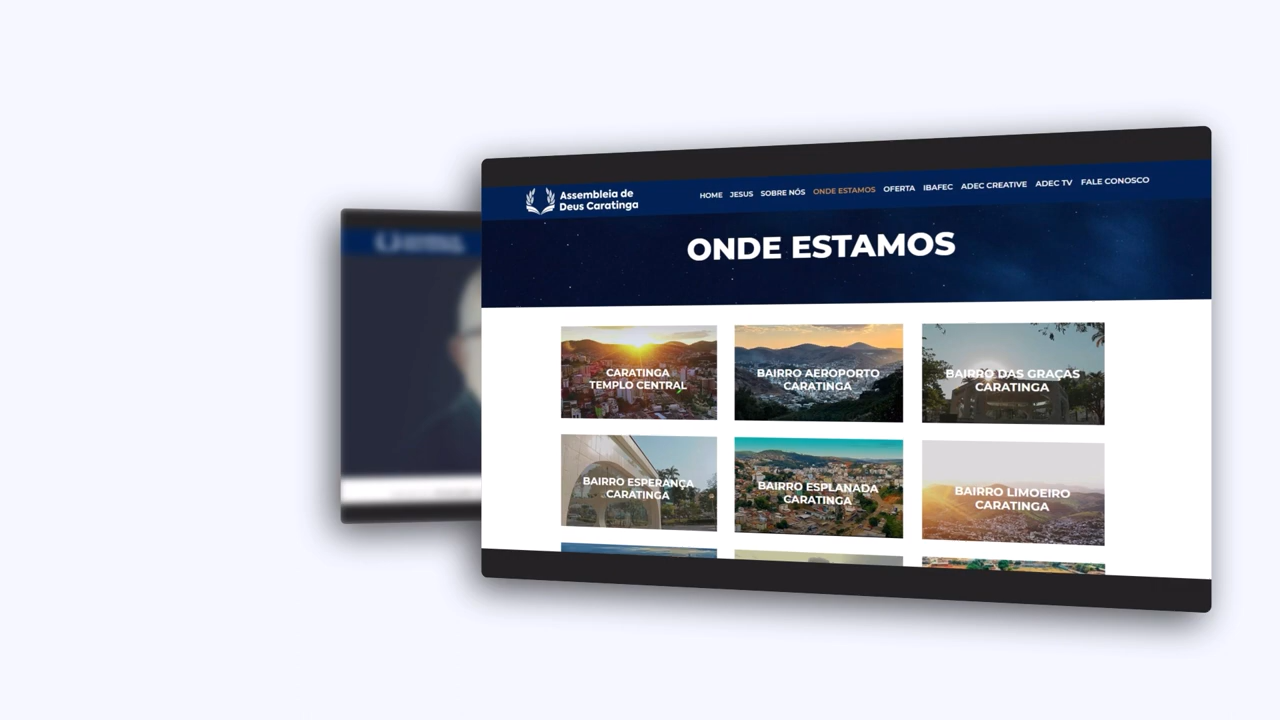 Assembleia de
Deus Caratinga
HOME JESUS SOBRE NÓS ONDE ESTAMOS OFERTA IBAFEC ADEC CREATIVE ADEC TV FALE CONOSCO
ONDE ESTAMOS
CARATINGA
TEMPLO CENTRAL
BAIRRO AEROPORTO
CARATINGA
BAIRRO DAS GRAÇAS
CARATINGA
BAIRRO ESPERANÇA
CARATINGA
BAIRRO ESPLANADA
CARATINGA
BAIRRO LIMOEIRO
CARATINGA